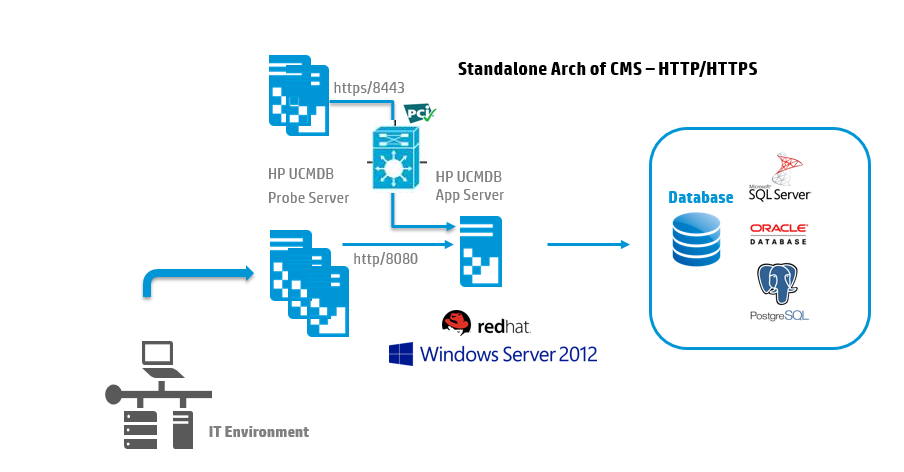 Standalone Arch of CMS – HTTP/HTTPS
https/8443
PCI
HP UCMDB
Probe Server
HP UCMDB
App Server
http/8080
Database
Microsoft
SQL Server
ORACLE
DATABASE
PostgreSQL
redhat.
Windows Server 2012
IT Environment